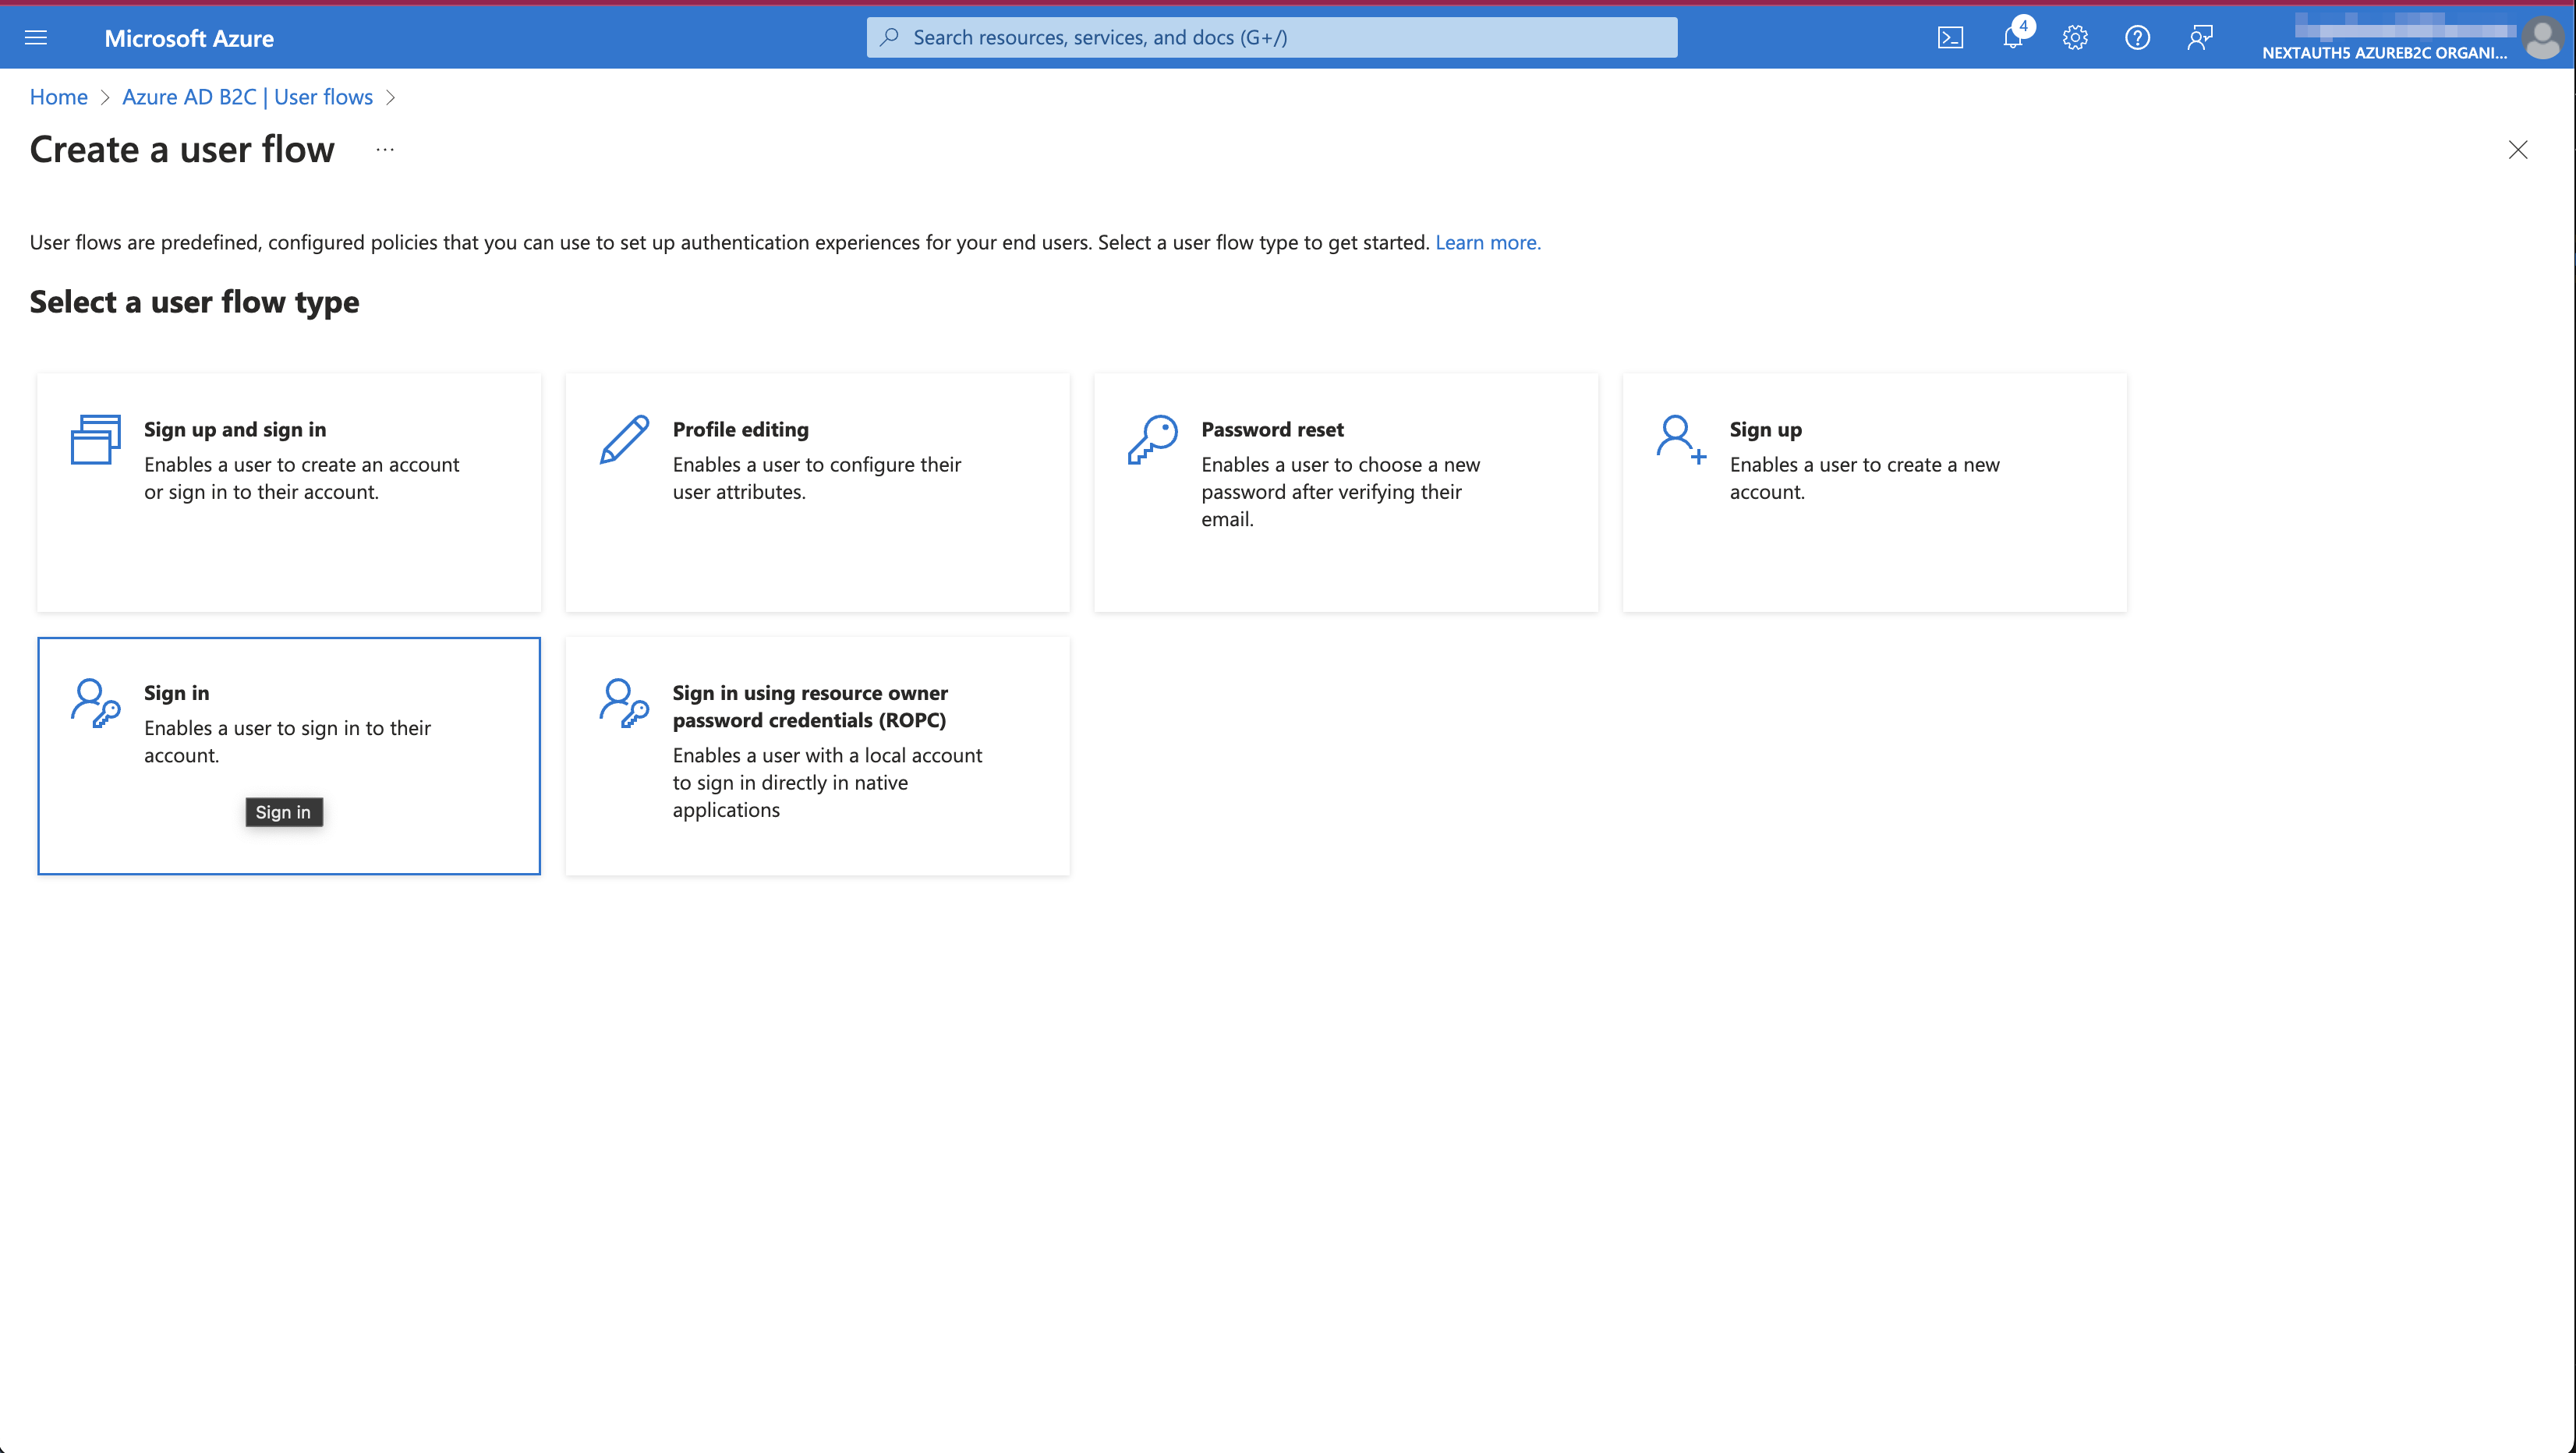 Microsoft Azure
Search resources, services, and docs (G+/)
4
NEXTAUTH5 AZUREB2C ORGANI...
Home > Azure AD B2C | User flows >
Create a user flow ...
User flows are predefined, configured policies that you can use to set up authentication experiences for your end users. Select a user flow type to get started. Learn more.
Select a user flow type
Sign up and sign in
Enables a user to create an account
or sign in to their account.
Profile editing
Enables a user to configure their
user attributes.
Password reset
Enables a user to choose a new
password after verifying their
email.
Sign up
Enables a user to create a new
account.
Sign in
Enables a user to sign in to their
account.
Sign in
Sign in using resource owner
password credentials (ROPC)
Enables a user with a local account
to sign in directly in native
applications